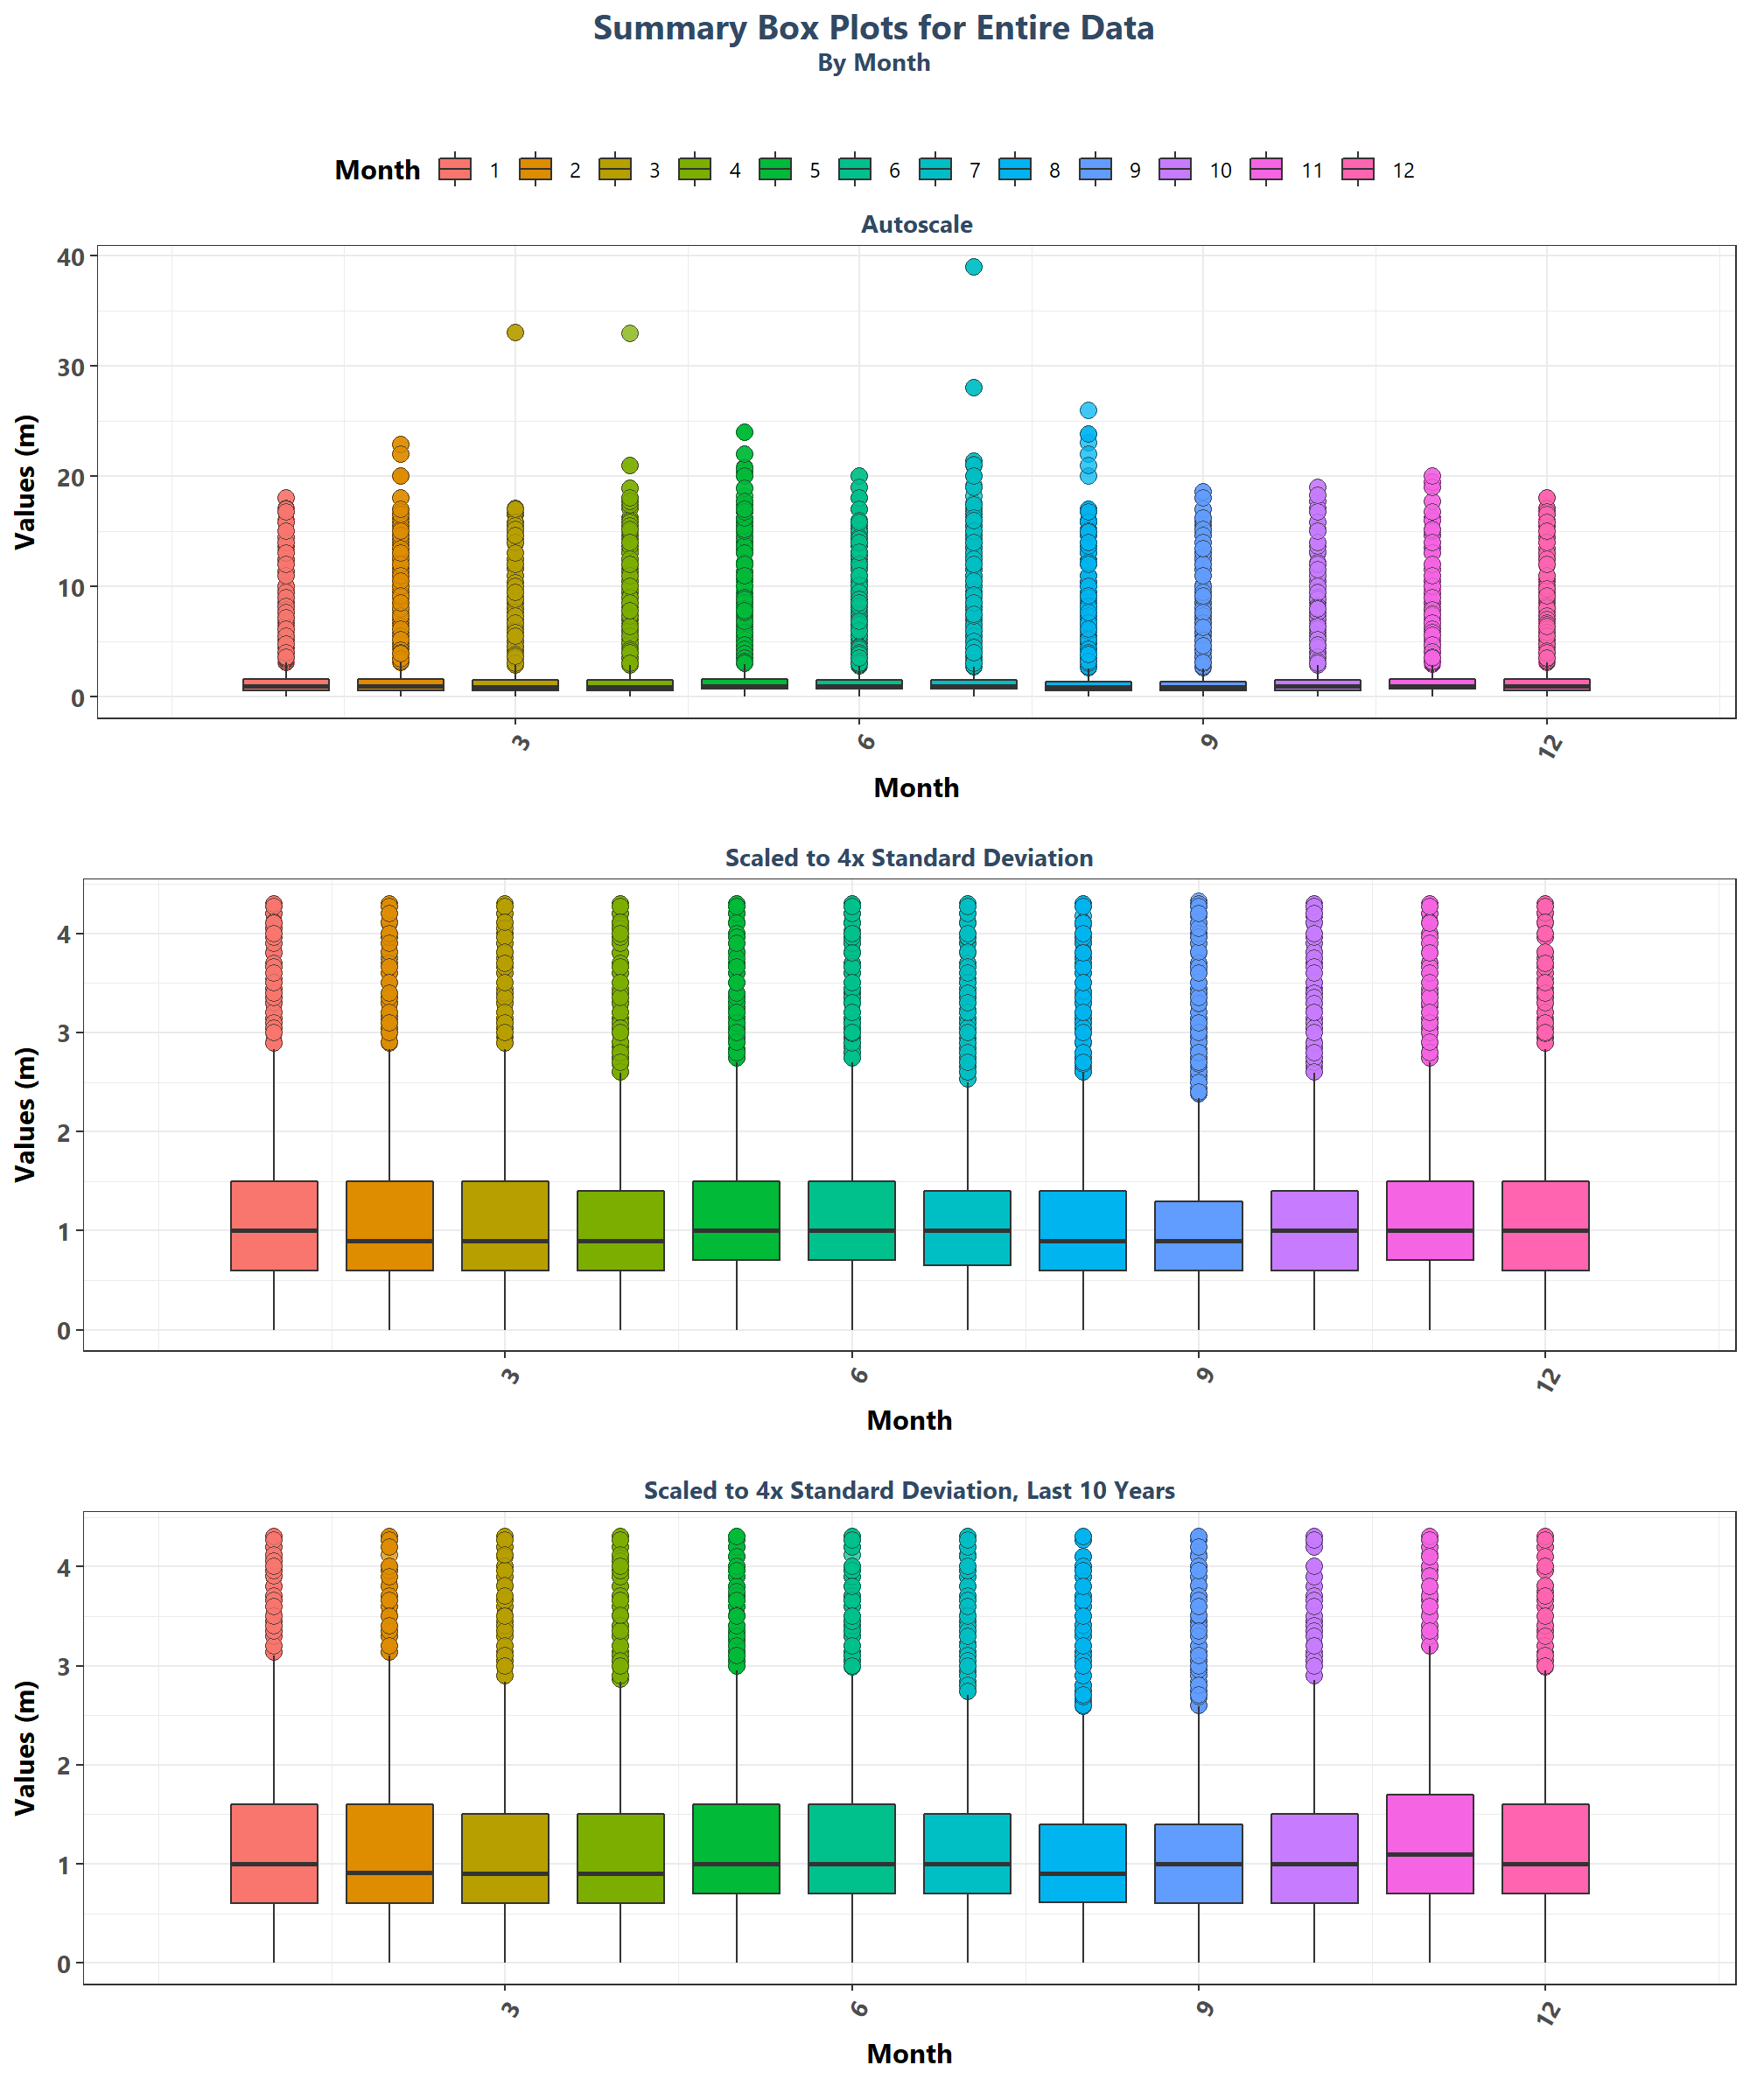 Summary Box Plots for Entire Data
By Month
Month 1 2 3 4 5 6 7 8 9 10 11 12
Autoscale
40
30
20
10
0
Values (m)
3 6 9 12
Month
Scaled to 4x Standard Deviation
4
3
2
1
0
Values (m)
3 6 9 12
Month
Scaled to 4x Standard Deviation, Last 10 Years
4
3
2
1
0
Values (m)
3 6 9 12
Month